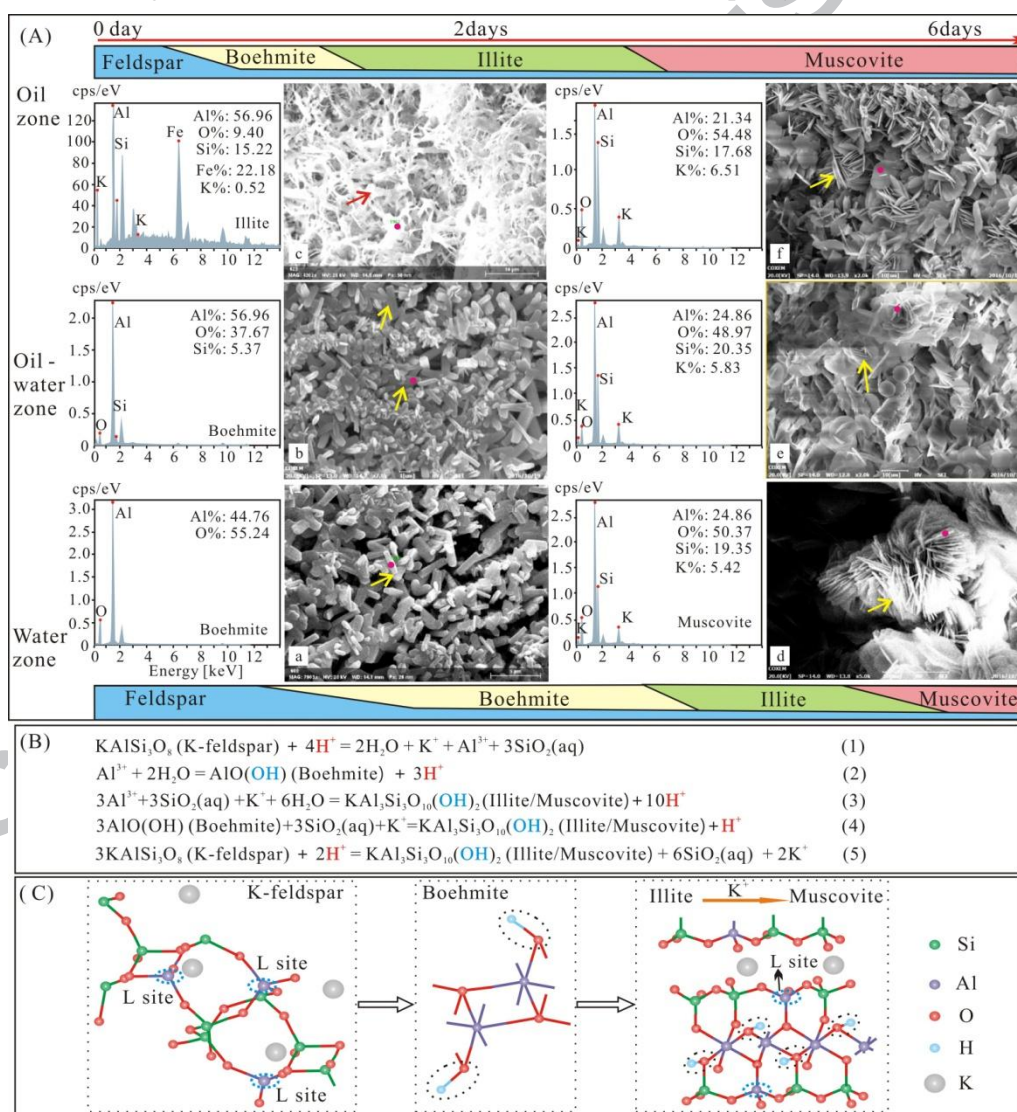 (A)
0 day 2days 6days
Feldspar Boehmite Illite Muscovite
Oil zone
cps/eV
Al%: 56.96
O%: 9.40
Si%: 15.22
Fe%: 22.18
K%: 0.52
Al
Si
Fe
K
K
Illite
120
100
80
60
40
20
0
0 2 4 6 8 10 12
c
cps/eV
Al%: 21.34
O%: 54.48
Si%: 17.68
K%: 6.51
Al
Si
O
K
K
1.5
1.0
0.5
0
0 2 4 6 8 10 12
f
Oil - water zone
cps/eV
Al%: 56.96
O%: 37.67
Si%: 5.37
Al
Si
O
Boehmite
2.0
1.5
1.0
0.5
0
0 2 4 6 8 10 12
b
cps/eV
Al%: 24.86
O%: 48.97
Si%: 20.35
K%: 5.83
Al
Si
K
O
K
2.5
2.0
1.5
1.0
0.5
0
0 2 4 6 8 10 12
e
Water zone
cps/eV
Al%: 44.76
O%: 55.24
Al
O
Boehmite
3.0
2.5
2.0
1.5
1.0
0.5
0
0 2 4 6 8 10 12
Energy [keV]
a
cps/eV
Al%: 24.86
O%: 50.37
Si%: 19.35
K%: 5.42
Al
Si
O
K
K
Muscovite
2.5
2.0
1.5
1.0
0.5
0
0 2 4 6 8 10 12
d
Feldspar Boehmite Illite Muscovite
(B)
KAlSi₃O₈ (K-feldspar) + 4H⁺ = 2H₂O + K⁺ + Al³⁺ + 3SiO₂(aq) (1)
Al³⁺ + 2H₂O = AlO(OH) (Boehmite) + 3H⁺ (2)
3Al³⁺+3SiO₂(aq) +K⁺+ 6H₂O = KAl₃Si₃O₁₀(OH)₂ (Illite/Muscovite)+10H⁺ (3)
3AlO(OH) (Boehmite)+3SiO₂(aq)+K⁺=KAl₃Si₃O₁₀(OH)₂ (Illite/Muscovite)+H⁺ (4)
3KAlSi₃O₈ (K-feldspar) + 2H⁺ = KAl₃Si₃O₁₀(OH)₂ (Illite/Muscovite) + 6SiO₂(aq) + 2K⁺ (5)
(C)
K-feldspar
L site
L site
L site
Boehmite
Illite K⁺ Muscovite
L site
Si
Al
O
H
K